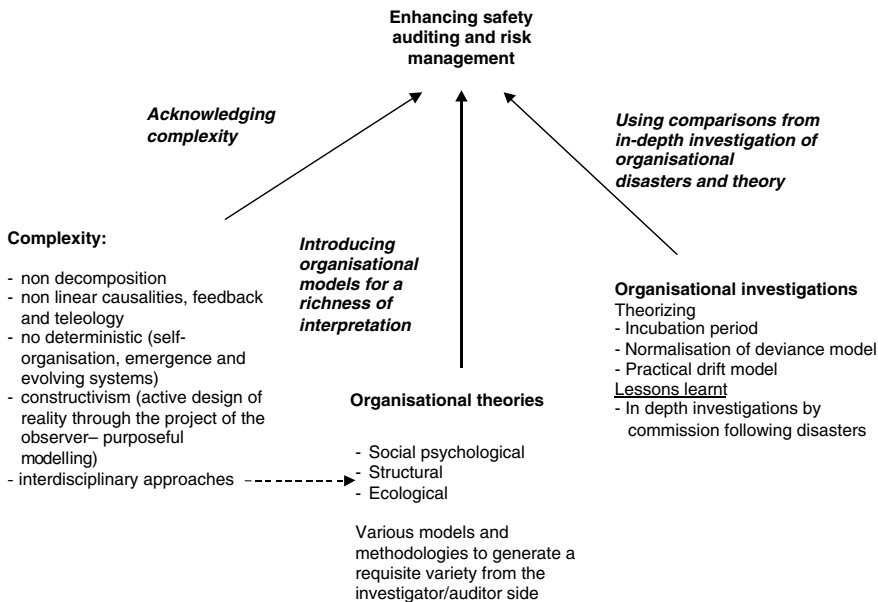 Enhancing safety
auditing and risk
management
Acknowledging
complexity
Using comparisons from
in-depth investigation of
organisational
disasters and theory
Complexity:
- non decomposition
- non linear causalities, feedback
and teleology
- no deterministic (self-
organisation, emergence and
evolving systems)
- constructivism (active design of
reality through the project of the
observer– purposeful
modelling)
- interdisciplinary approaches
Introducing
organisational
models for a
richness of
interpretation
Organisational theories
- Social psychological
- Structural
- Ecological
Various models and
methodologies to generate a
requisite variety from the
investigator/auditor side
Organisational investigations
Theorizing
- Incubation period
- Normalisation of deviance model
- Practical drift model
Lessons learnt
- In depth investigations by
commission following disasters